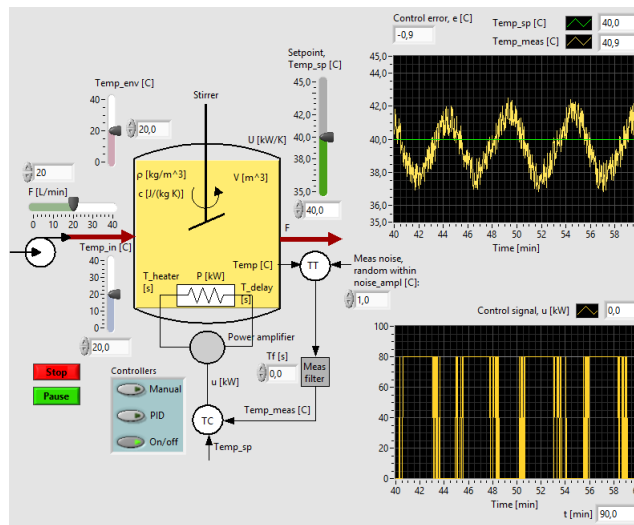 Control error, e [C]
-0,9
Temp_sp [C]
40,0
Temp_meas [C]
40,9
Setpoint,
Temp_sp [C]
45,0
42,0
40,0
38,0
35,0
40,0
Temp_env [C]
40
20
0
20,0
Stirrer
U [kW/K]
ρ [kg/m^3]
c [J/(kg K)]
V [m^3]
20
F [L/min]
0 10 20 30 40
Temp_in [C]
40
20
0
20,0
F
Temp [C]
TT
Meas noise,
random within
noise_ampl [C]:
1,0
T_heater
[s]
P [kW]
T_delay
[s]
Power amplifier
Tf [s]
0,0
Meas
filter
u [kW]
Temp_meas [C]
TC
Temp_sp
Stop
Pause
Controllers
Manual
PID
On/off
45,0
44,0
42,0
40,0
38,0
36,0
35,0
40 42 44 46 48 50 52 54 56 58
Time [min]
Control signal, u [kW]
0,0
100
80
60
40
20
0
40 42 44 46 48 50 52 54 56 58
Time [min]
t [min] 90,0